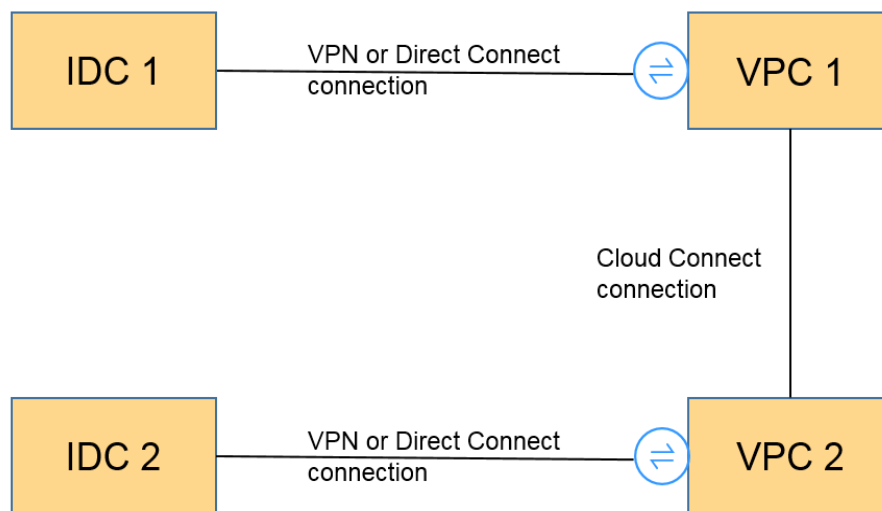 IDC 1
VPN or Direct Connect
connection
VPC 1
Cloud Connect
connection
IDC 2
VPN or Direct Connect
connection
VPC 2